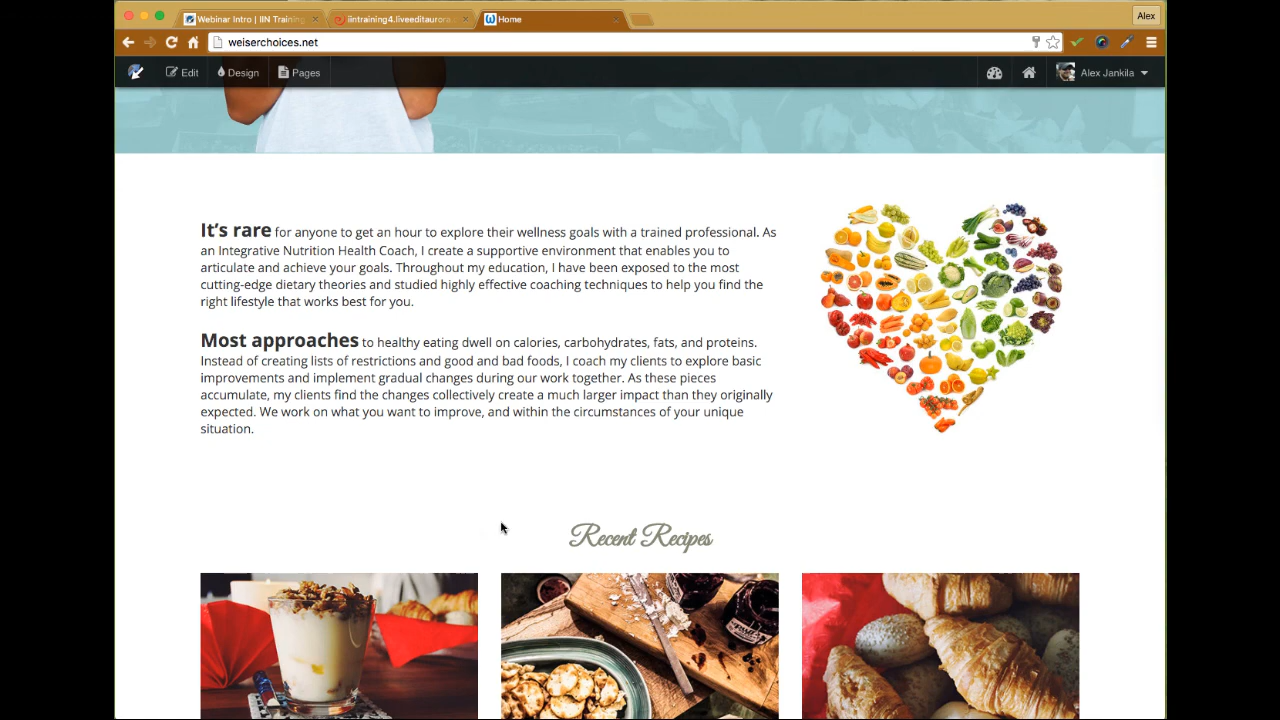 Webinar Intro | IIN Training
iintraining4.liveeditaurora.
Home
Alex
weiserchoices.net
Edit
Design
Pages
Alex Jankila
It's rare for anyone to get an hour to explore their wellness goals with a trained professional. As
an Integrative Nutrition Health Coach, I create a supportive environment that enables you to
articulate and achieve your goals. Throughout my education, I have been exposed to the most
cutting-edge dietary theories and studied highly effective coaching techniques to help you find the
right lifestyle that works best for you.
Most approaches to healthy eating dwell on calories, carbohydrates, fats, and proteins.
Instead of creating lists of restrictions and good and bad foods, I coach my clients to explore basic
improvements and implement gradual changes during our work together. As these pieces
accumulate, my clients find the changes collectively create a much larger impact than they originally
expected. We work on what you want to improve, and within the circumstances of your unique
situation.
Recent Recipes